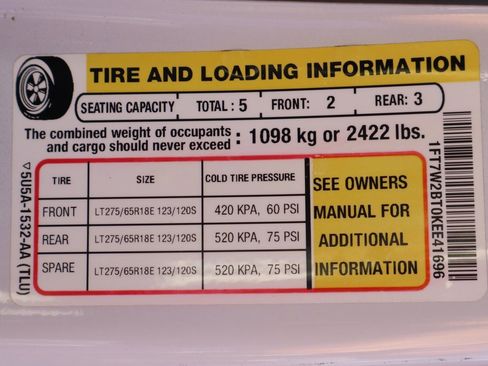 TIRE AND LOADING INFORMATION
SEATING CAPACITY TOTAL : 5 FRONT: 2 REAR: 3
The combined weight of occupants
and cargo should never exceed : 1098 kg or 2422 lbs.
TIRE SIZE COLD TIRE PRESSURE
FRONT LT275/65R18E 123/120S 420 KPA, 60 PSI
REAR LT275/65R18E 123/120S 520 KPA, 75 PSI
SPARE LT275/65R18E 123/120S 520 KPA, 75 PSI
SEE OWNERS
MANUAL FOR
ADDITIONAL
INFORMATION
5U5A-1532-AA (TLU)
1FT7W2BT0KEE41696